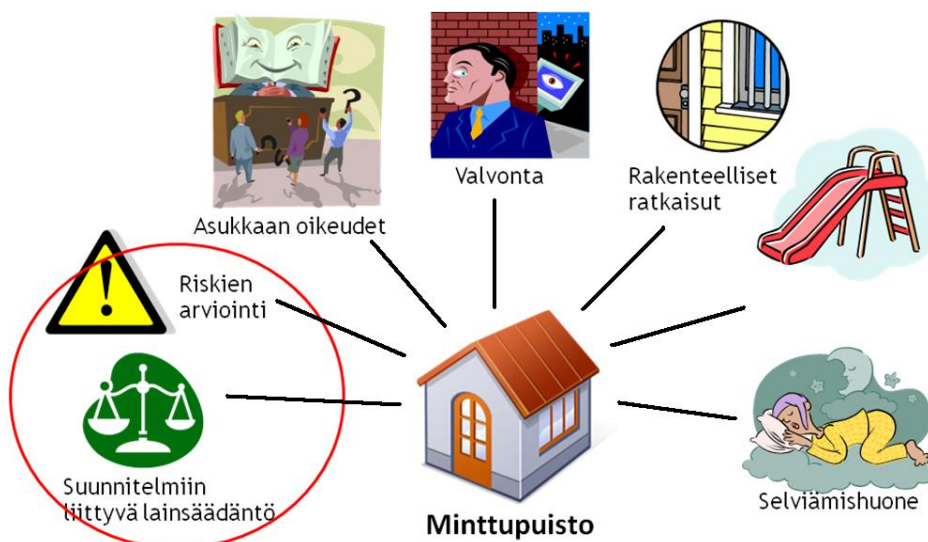 Asukkaan oikeudet
Valvonta
Rakenteelliset
ratkaisut
Riskien
arviointi
Suunnitelmiin
liittyvä lainsäädäntö
Minttupuisto
Selviämishuone